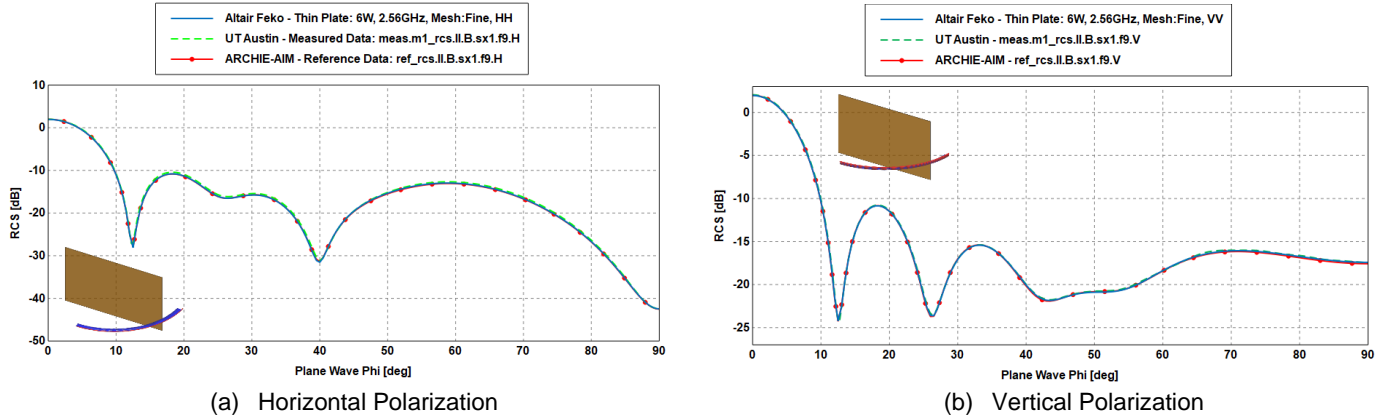 Altair Feko - Thin Plate: 6W, 2.56GHz, Mesh:Fine, HH
UT Austin - Measured Data: meas.m1_rcs.II.B.sx1.f9.H
ARCHIE-AIM - Reference Data: ref_rcs.II.B.sx1.f9.H
10
0
-10
-20
-30
-40
-50
RCS [dB]
0 10 20 30 40 50 60 70 80 90
Plane Wave Phi [deg]
(a) Horizontal Polarization
Altair Feko - Thin Plate: 6W, 2.56GHz, Mesh:Fine, VV
UT Austin - meas.m1_rcs.II.B.sx1.f9.V
ARCHIE-AIM - ref_rcs.II.B.sx1.f9.V
0
-5
-10
-15
-20
-25
RCS [dB]
0 10 20 30 40 50 60 70 80 90
Plane Wave Phi [deg]
(b) Vertical Polarization